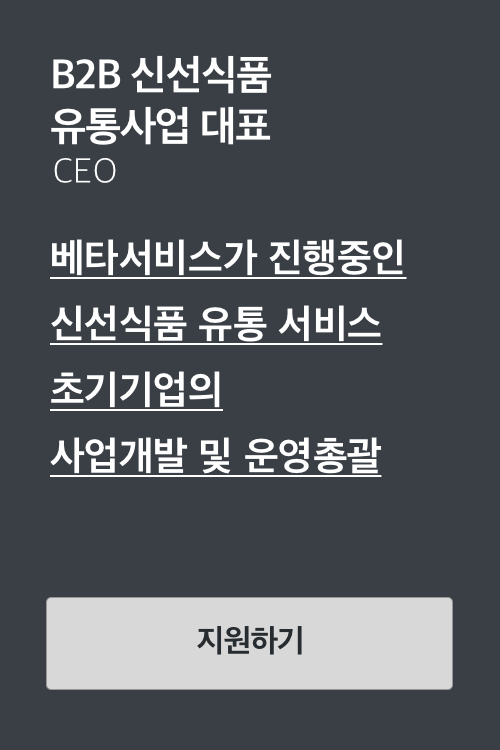 B2B 신선식품
유통사업 대표
CEO
베타서비스가 진행중인
신선식품 유통 서비스
초기기업의
사업개발 및 운영총괄
지원하기